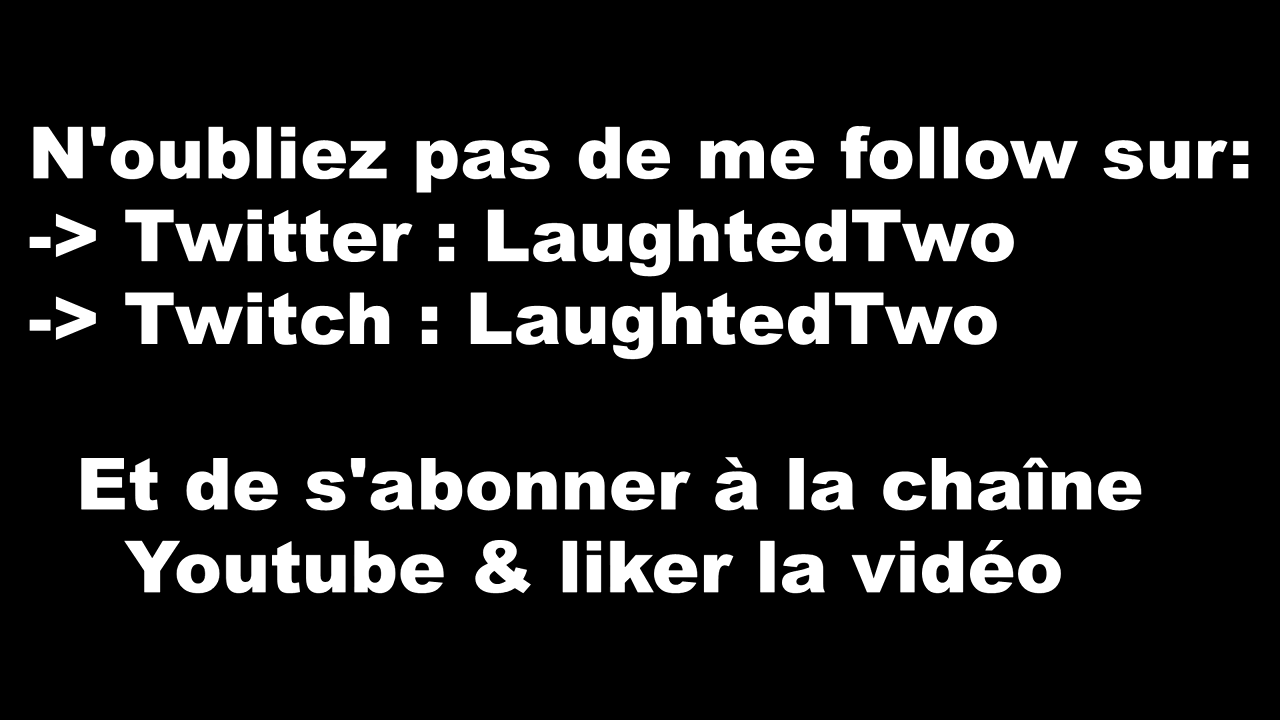 N'oubliez pas de me follow sur:
-> Twitter : LaughtedTwo
-> Twitch : LaughtedTwo
Et de s'abonner à la chaîne
Youtube & liker la vidéo